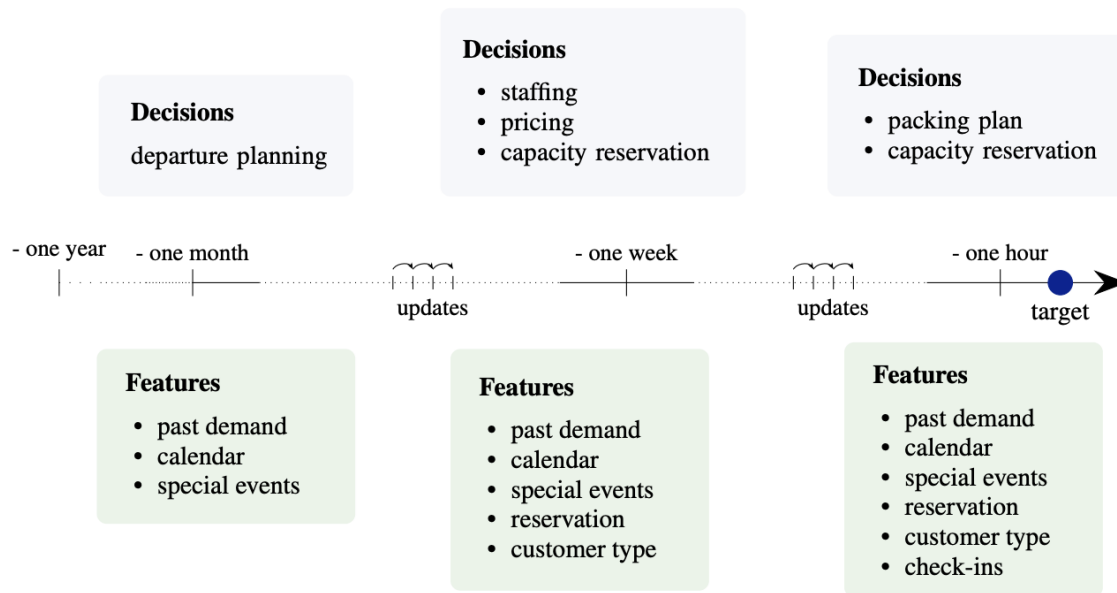 Decisions
departure planning
Decisions
• staffing
• pricing
• capacity reservation
Decisions
• packing plan
• capacity reservation
- one year
- one month
updates
- one week
updates
- one hour
target
Features
• past demand
• calendar
• special events
Features
• past demand
• calendar
• special events
• reservation
• customer type
Features
• past demand
• calendar
• special events
• reservation
• customer type
• check-ins